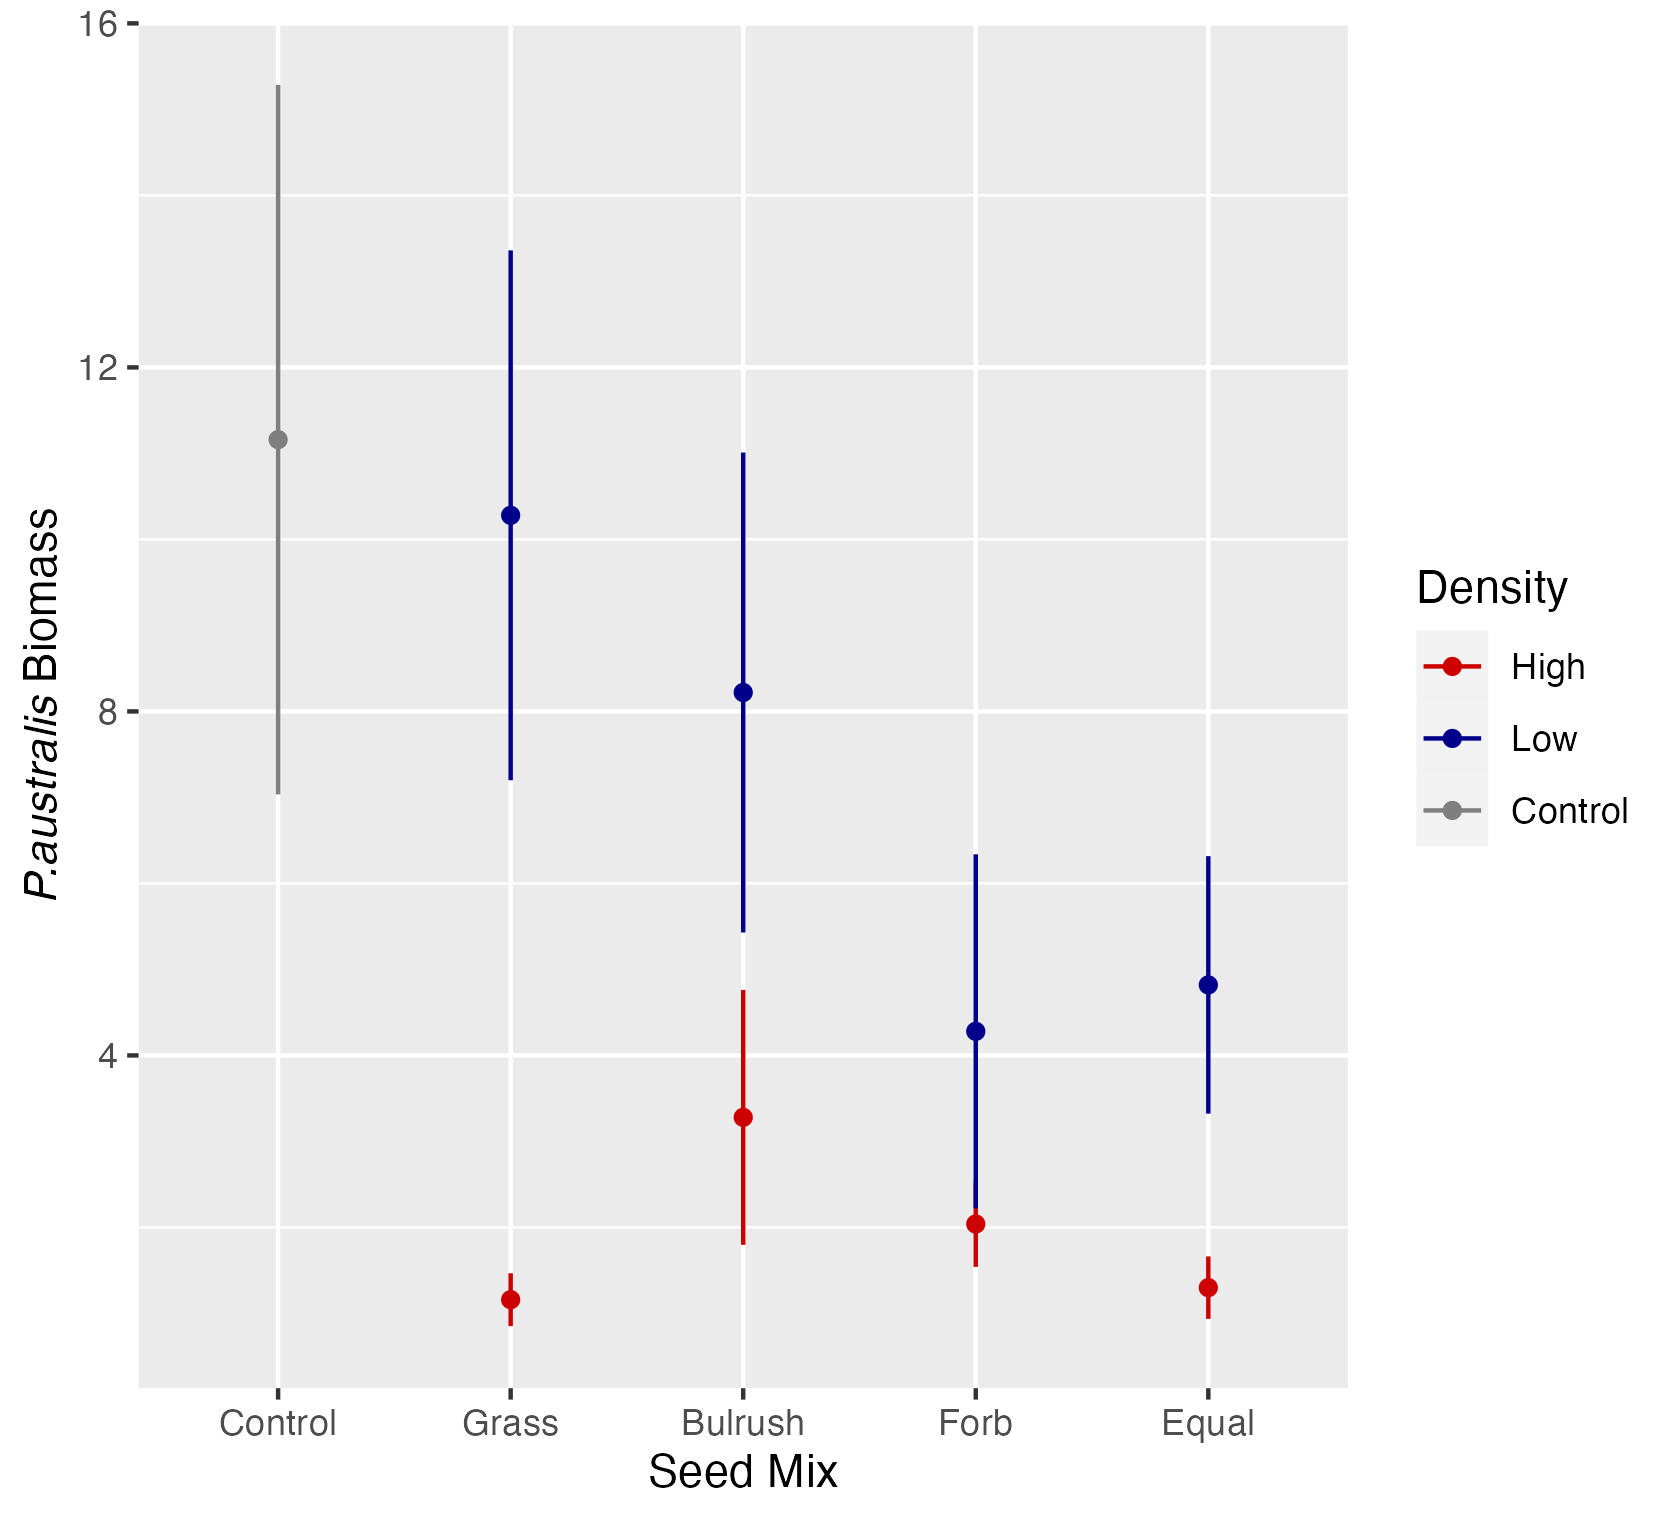 16
12
8
4
P.australis Biomass
Control Grass Bulrush Forb Equal
Seed Mix
Density
High
Low
Control